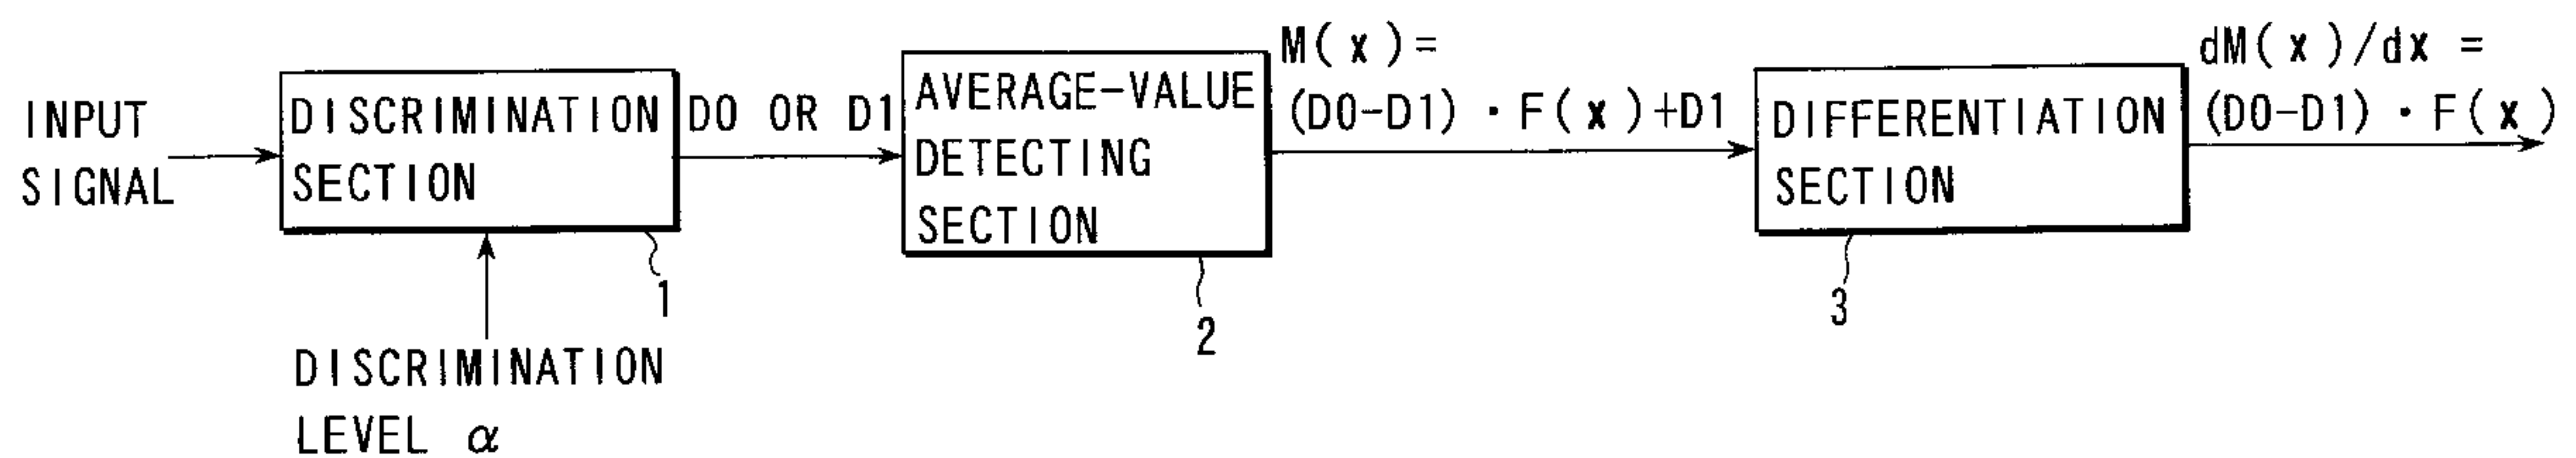 INPUT
SIGNAL
DISCRIMINATION
SECTION
1
DISCRIMINATION
LEVEL α
D0 OR D1
AVERAGE-VALUE
DETECTING
SECTION
2
M(x)=
(D0-D1)・F(x)+D1
DIFFERENTIATION
SECTION
3
dM(x)/dx =
(D0-D1)・F(x)